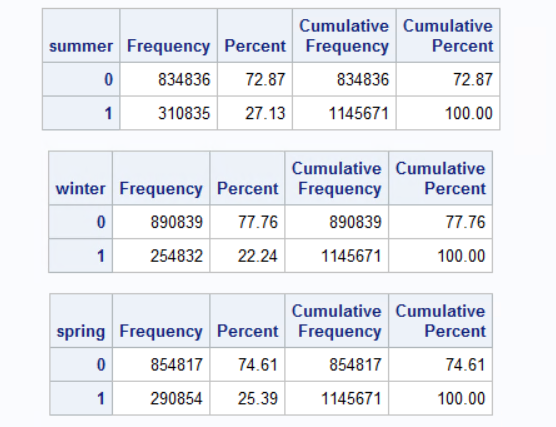 Cumulative Cumulative
summer Frequency Percent Frequency Percent
0 834836 72.87 834836 72.87
1 310835 27.13 1145671 100.00
Cumulative Cumulative
winter Frequency Percent Frequency Percent
0 890839 77.76 890839 77.76
1 254832 22.24 1145671 100.00
Cumulative Cumulative
spring Frequency Percent Frequency Percent
0 854817 74.61 854817 74.61
1 290854 25.39 1145671 100.00